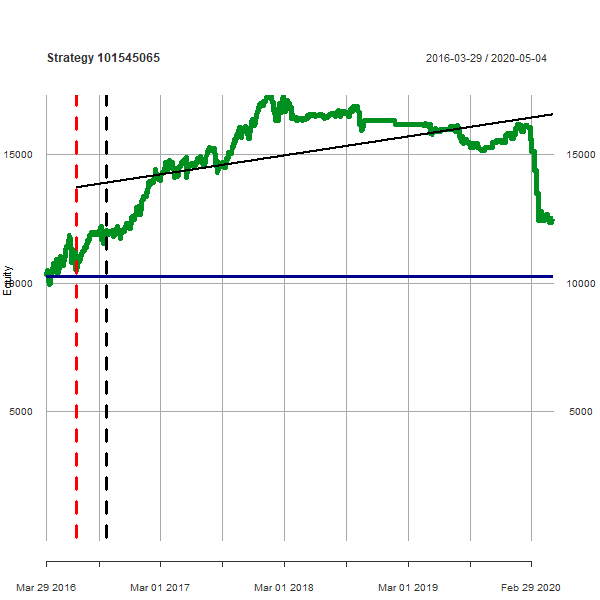 Strategy 101545065
2016-03-29 / 2020-05-04
15000
15000
10000
10000
5000
5000
Equity
Mar 29 2016
Mar 01 2017
Mar 01 2018
Mar 01 2019
Feb 29 2020